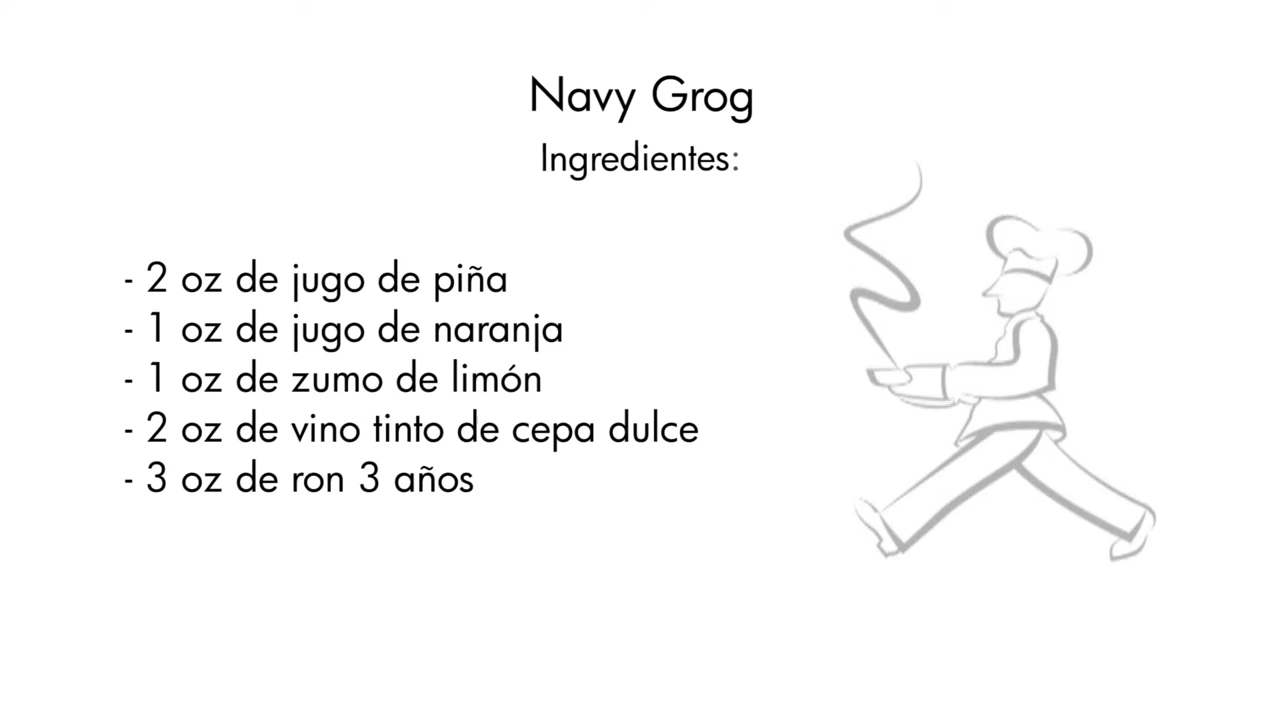 Navy Grog
Ingredientes:
- 2 oz de jugo de piña
- 1 oz de jugo de naranja
- 1 oz de zumo de limón
- 2 oz de vino tinto de cepa dulce
- 3 oz de ron 3 años